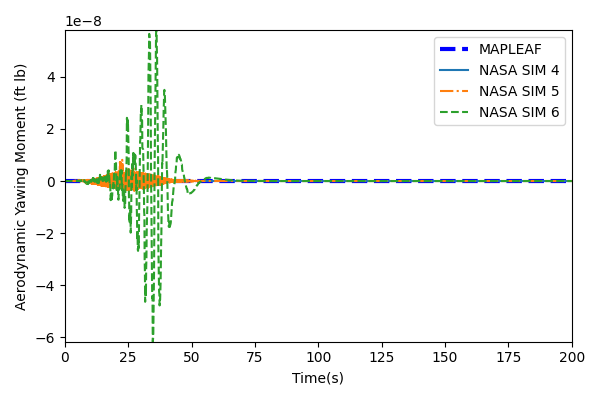 1e−8
Aerodynamic Yawing Moment (ft lb)
4
2
0
−2
−4
−6
MAPLEAF
NASA SIM 4
NASA SIM 5
NASA SIM 6
0 25 50 75 100 125 150 175 200
Time(s)